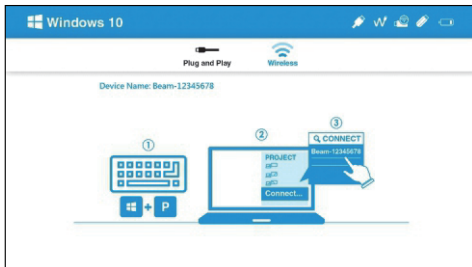 Windows 10
Plug and Play
Wireless
Device Name: Beam-12345678
1
2
3
+ P
PROJECT
Connect...
CONNECT
Beam-12345678